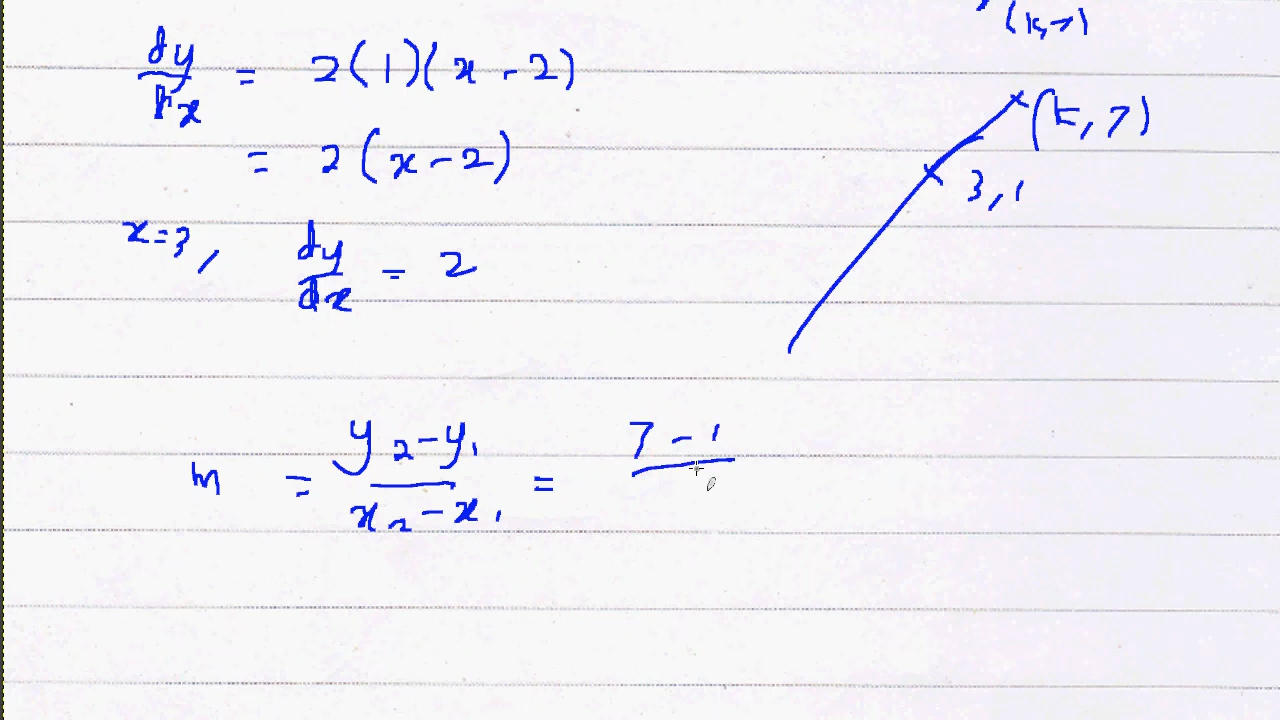 (k,7)
dy/dx = 2(1)(x - 2)
= 2(x-2)
(k, 7)
3, 1
x=3, dy/dx = 2
m = y2-y1/x2-x1 = 7-1